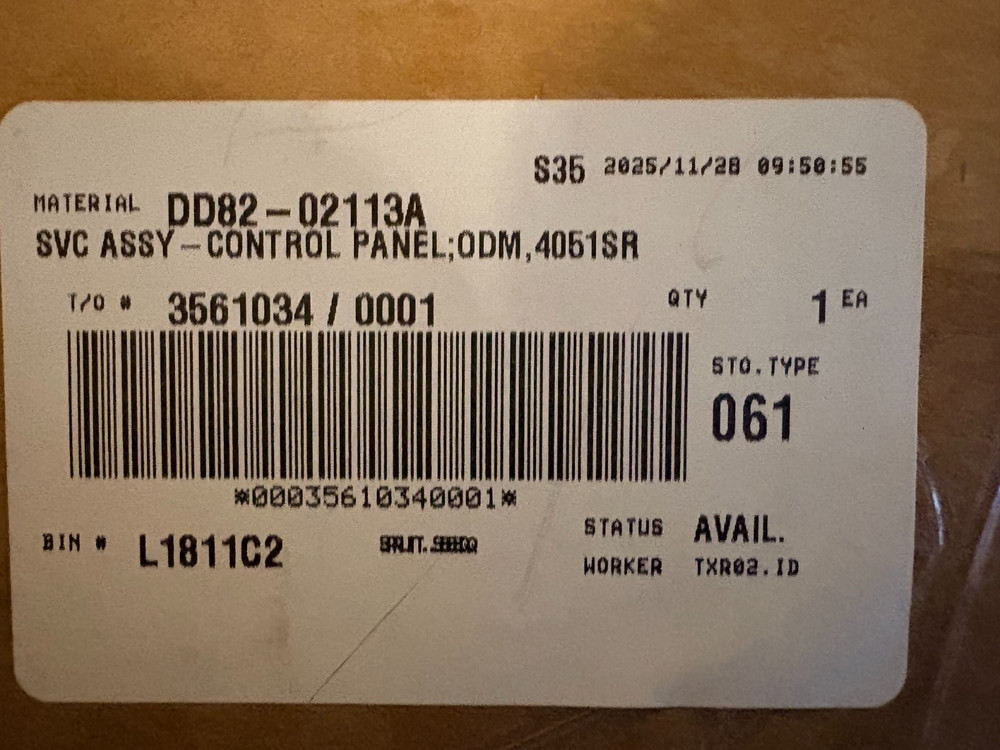 S35 2025/11/28 09:50:55
MATERIAL DD82-02113A
SVC ASSY-CONTROL PANEL;ODM,4051SR
T/O # 3561034 / 0001 QTY 1 EA
STO.TYPE
061
*00035610340001*
BIN # L1811C2
STATUS AVAIL.
WORKER TXR02.ID